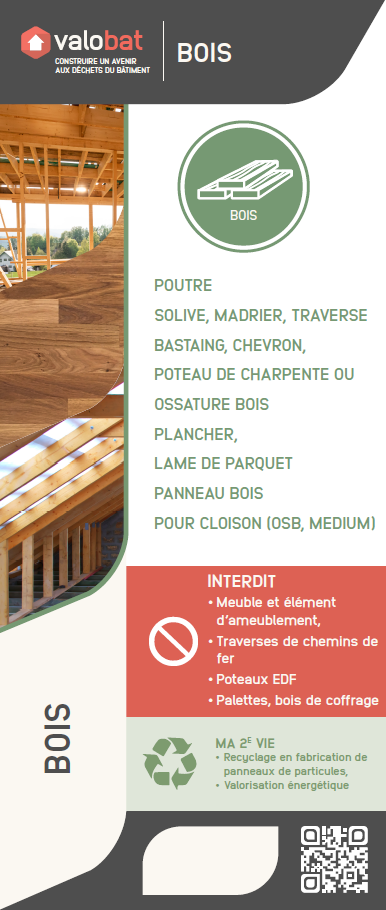 valobat
CONSTRUIRE UN AVENIR
AUX DÉCHETS DU BÂTIMENT
BOIS
BOIS
POUTRE
SOLIVE, MADRIER, TRAVERSE
BASTAING, CHEVRON,
POTEAU DE CHARPENTE OU
OSSATURE BOIS
PLANCHER,
LAME DE PARQUET
PANNEAU BOIS
POUR CLOISON (OSB, MEDIUM)
INTERDIT
• Meuble et élément
d'ameublement,
• Traverses de chemins de
fer
• Poteaux EDF
• Palettes, bois de coffrage
BOIS
MA 2E VIE
• Recyclage en fabrication de
panneaux de particules,
• Valorisation énergétique